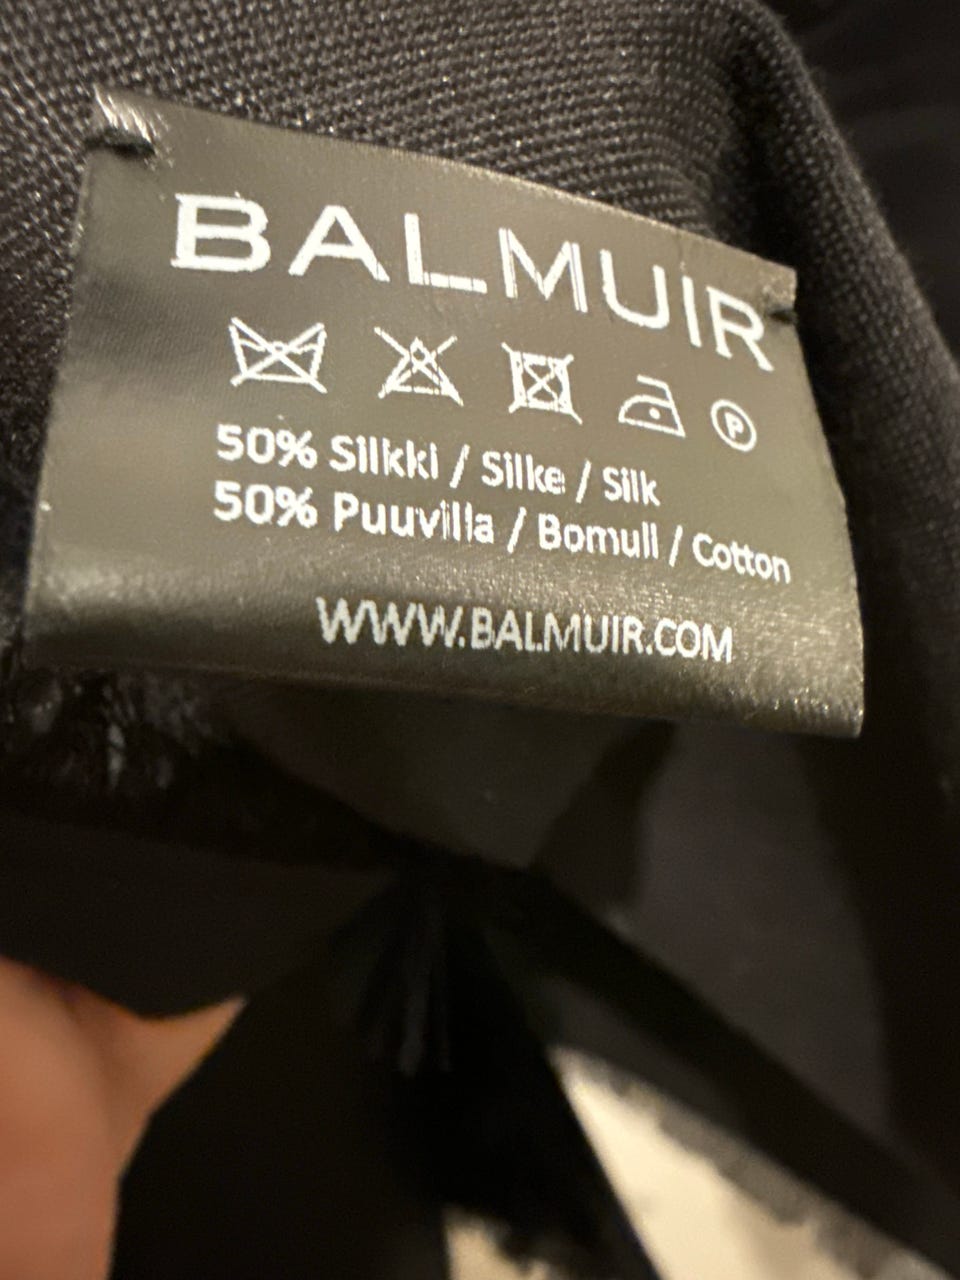 BALMUIR
P
50% Silkki / Silke / Silk
50% Puuvilla / Bomull / Cotton
WWW.BALMUIR.COM